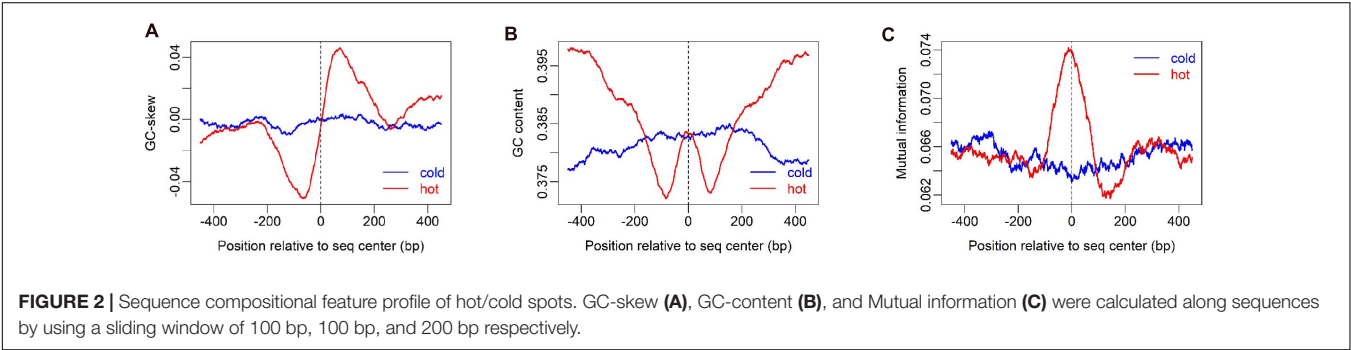 A
GC-skew
0.04
0.00
-0.04
cold
hot
-400 -200 0 200 400
Position relative to seq center (bp)
B
GC content
0.395
0.385
0.375
cold
hot
-400 -200 0 200 400
Position relative to seq center (bp)
C
Mutual information
0.074
0.070
0.066
0.062
cold
hot
-400 -200 0 200 400
Position relative to seq center (bp)
FIGURE 2 | Sequence compositional feature profile of hot/cold spots. GC-skew (A), GC-content (B), and Mutual information (C) were calculated along sequences
by using a sliding window of 100 bp, 100 bp, and 200 bp respectively.